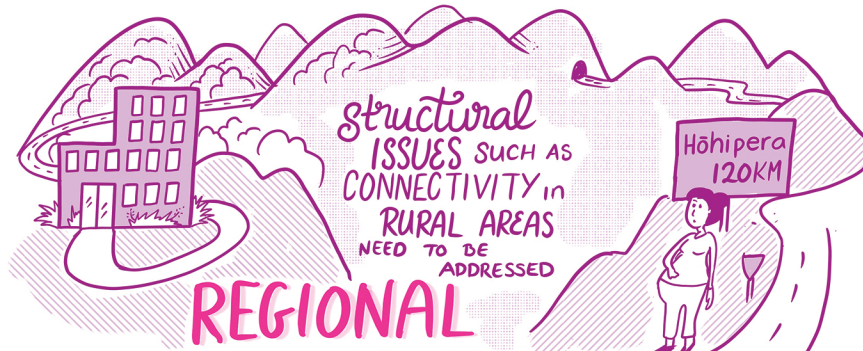 structural
ISSUES SUCH AS
CONNECTIVITY in
RURAL AREAS
NEED TO BE
ADDRESSED
REGIONAL
Hōhipera
120KM